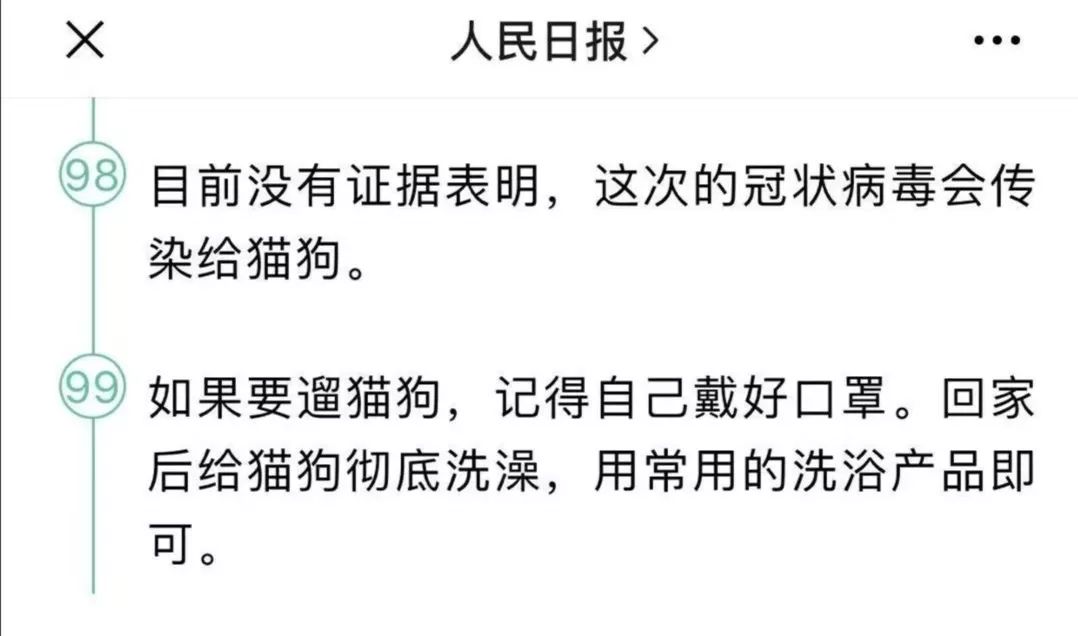 人民日报
98
目前没有证据表明，这次的冠状病毒会传
染给猫狗。
99
如果要遛猫狗，记得自己戴好口罩。回家
后给猫狗彻底洗澡，用常用的洗浴产品即
可。